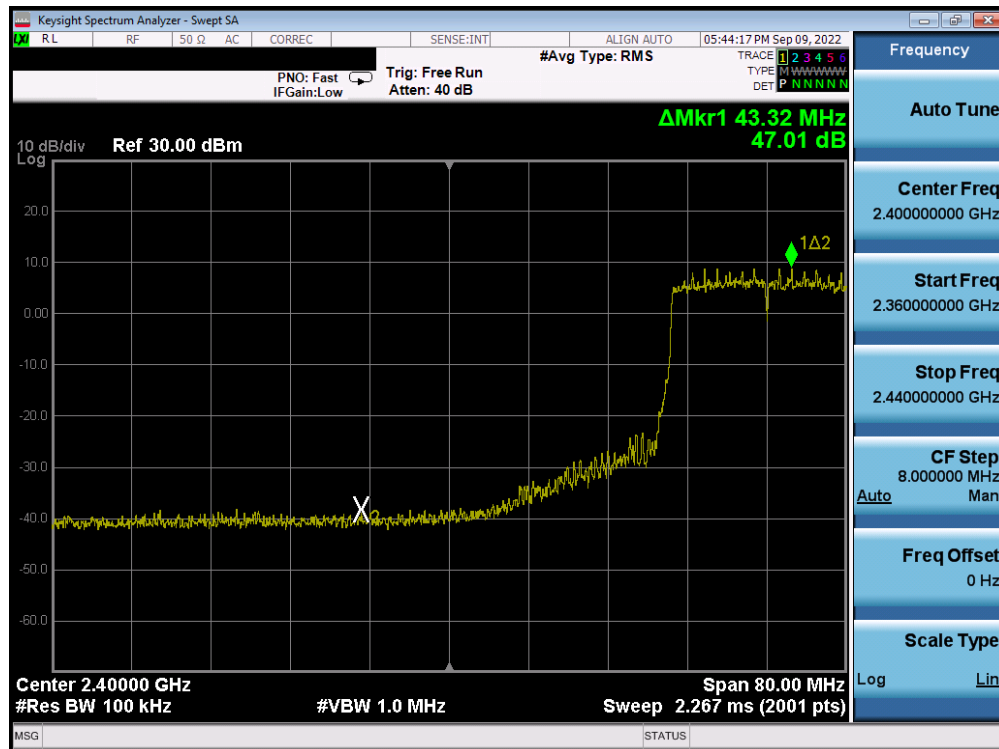 Keysight Spectrum Analyzer - Swept SA
LXI RL RF 50 Ω AC CORREC SENSE:INT ALIGN AUTO 05:44:17 PM Sep 09, 2022
#Avg Type: RMS
TRACE 1 2 3 4 5 6
PNO: Fast Trig: Free Run
TYPE M WWWWW
IFGain:Low Atten: 40 dB
DET P N N N N N
ΔMkr1 43.32 MHz
47.01 dB
10 dB/div Ref 30.00 dBm
Log
20.0
10.0
0.00
-10.0
-20.0
-30.0
-40.0
-50.0
-60.0
1Δ2
X2
Center 2.40000 GHz Span 80.00 MHz
#Res BW 100 kHz #VBW 1.0 MHz Sweep 2.267 ms (2001 pts)
MSG STATUS
Frequency
Auto Tune
Center Freq
2.400000000 GHz
Start Freq
2.360000000 GHz
Stop Freq
2.440000000 GHz
CF Step
8.000000 MHz
Auto Man
Freq Offset
0 Hz
Scale Type
Log Lin